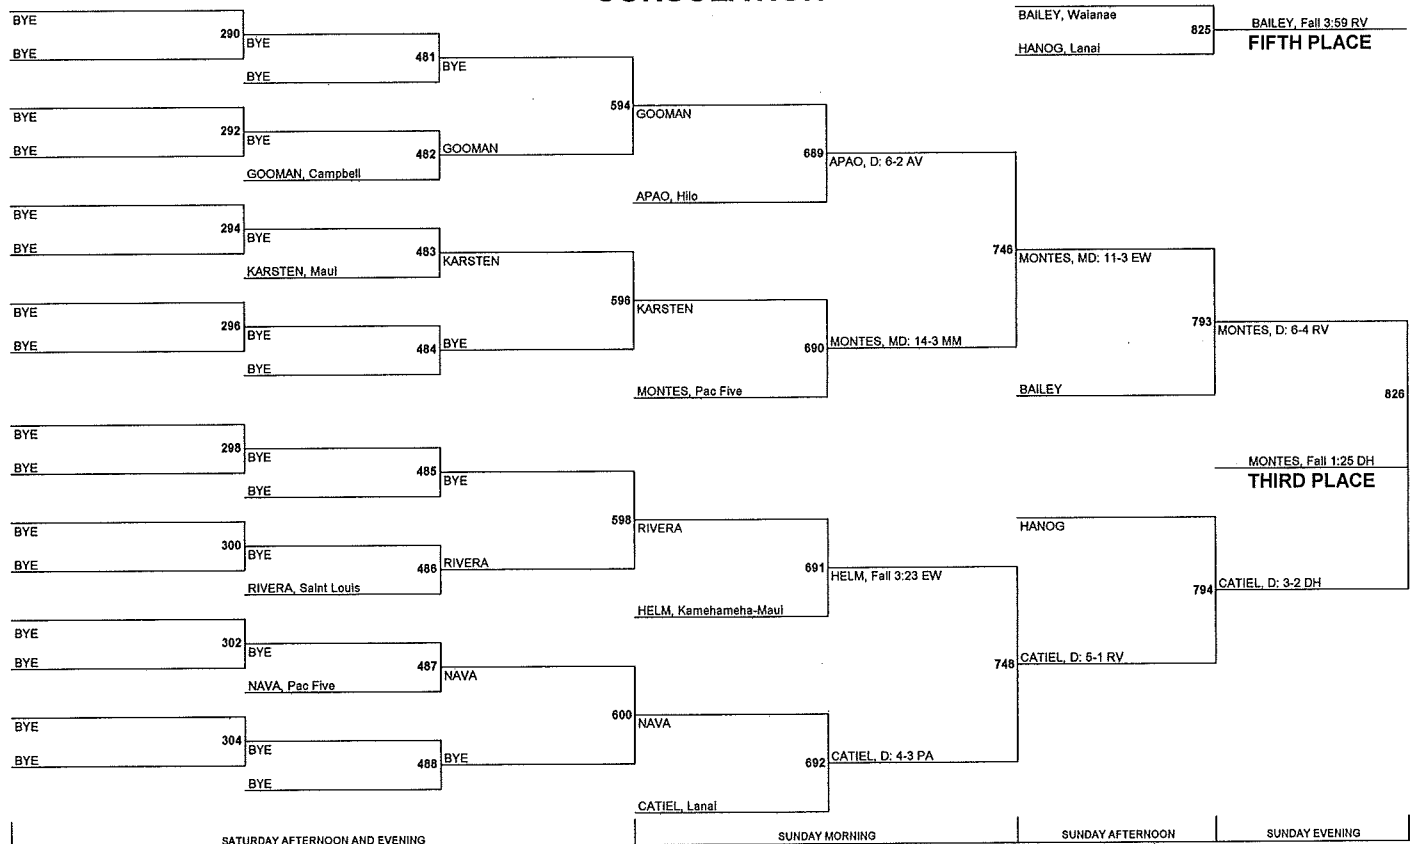 BAILEY, Waianae
825
BAILEY, Fall 3:59 RV
HANOG, Lanai
FIFTH PLACE
BYE
290
BYE
BYE
481
BYE
BYE
BYE
292
BYE
BYE
482
GOOMAN
GOOMAN, Campbell
594
GOOMAN
689
APAO, D: 6-2 AV
APAO, Hilo
BYE
294
BYE
BYE
483
KARSTEN
KARSTEN, Maui
BYE
296
BYE
BYE
484
BYE
BYE
596
KARSTEN
690
MONTES, MD: 14-3 MM
MONTES, Pac Five
746
MONTES, MD: 11-3 EW
793
MONTES, D: 6-4 RV
BAILEY
826
BYE
298
BYE
BYE
485
BYE
BYE
MONTES, Fall 1:25 DH
THIRD PLACE
BYE
300
BYE
BYE
486
RIVERA
RIVERA, Saint Louis
598
RIVERA
691
HELM, Fall 3:23 EW
HELM, Kamehameha-Maui
HANOG
794
CATIEL, D: 3-2 DH
BYE
302
BYE
BYE
487
NAVA
NAVA, Pac Five
748
CATIEL, D: 5-1 RV
BYE
304
BYE
BYE
488
BYE
BYE
600
NAVA
692
CATIEL, D: 4-3 PA
CATIEL, Lanai
SATURDAY AFTERNOON AND EVENING
SUNDAY MORNING
SUNDAY AFTERNOON
SUNDAY EVENING